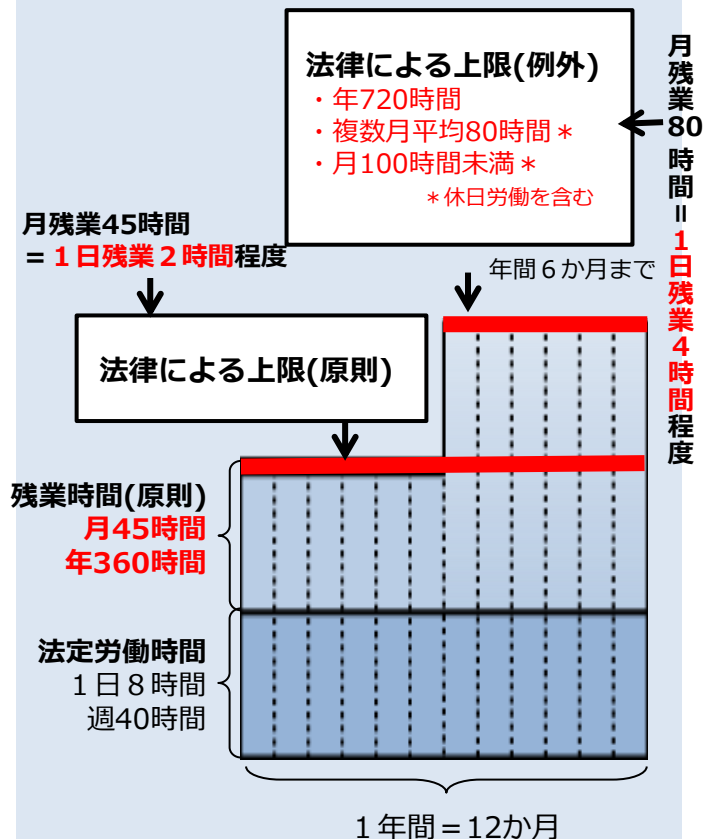 法律による上限(例外)
・年720時間
・複数月平均80時間＊
・月100時間未満＊
＊休日労働を含む
月残業80時間＝1日残業4時間程度
月残業45時間
＝１日残業２時間程度
年間６か月まで
法律による上限(原則)
残業時間(原則)
月45時間
年360時間
法定労働時間
１日８時間
週40時間
１年間＝12か月